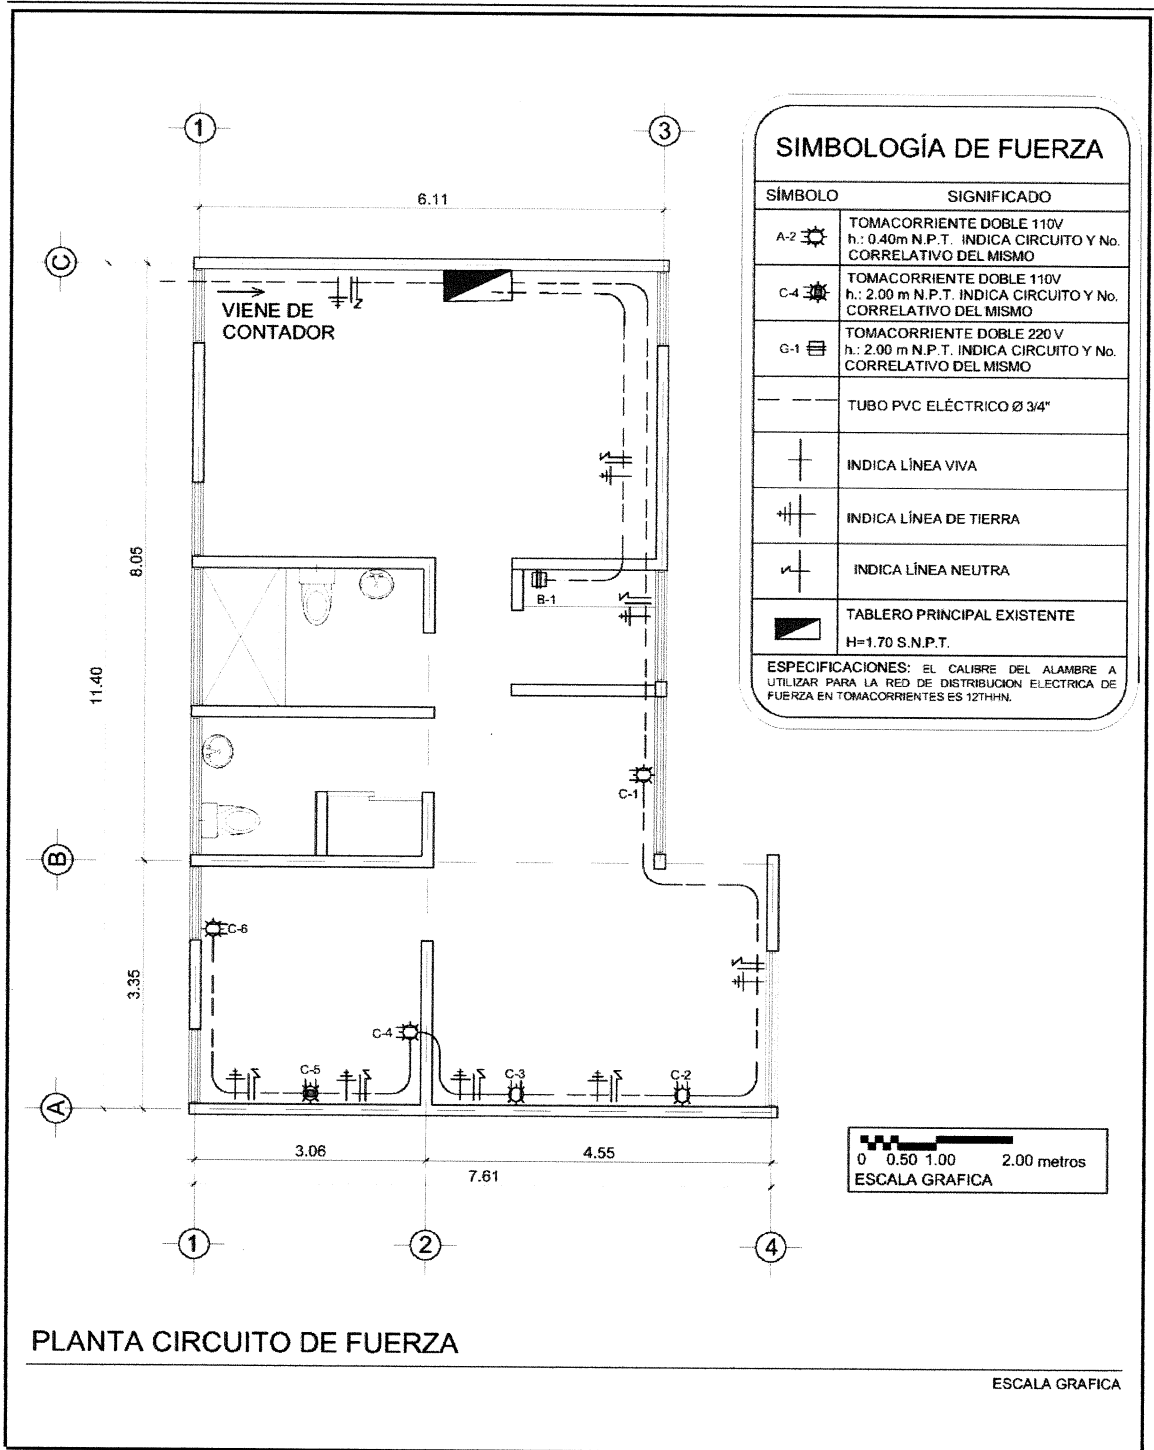 1
3
6.11
C
VIENE DE
CONTADOR
8.05
11.40
B-1
C-1
B
C-6
3.35
C-4
C-5
C-3
C-2
A
3.06
4.55
7.61
1
2
4
SIMBOLOGÍA DE FUERZA
SÍMBOLO SIGNIFICADO
A-2 TOMACORRIENTE DOBLE 110V
h.: 0.40m N.P.T. INDICA CIRCUITO Y No.
CORRELATIVO DEL MISMO
C-4 TOMACORRIENTE DOBLE 110V
h.: 2.00 m N.P.T. INDICA CIRCUITO Y No.
CORRELATIVO DEL MISMO
G-1 TOMACORRIENTE DOBLE 220 V
h.: 2.00 m N.P.T. INDICA CIRCUITO Y No.
CORRELATIVO DEL MISMO
TUBO PVC ELÉCTRICO Ø 3/4"
INDICA LÍNEA VIVA
INDICA LÍNEA DE TIERRA
INDICA LÍNEA NEUTRA
TABLERO PRINCIPAL EXISTENTE
H=1.70 S.N.P.T.
ESPECIFICACIONES: EL CALIBRE DEL ALAMBRE A
UTILIZAR PARA LA RED DE DISTRIBUCION ELECTRICA DE
FUERZA EN TOMACORRIENTES ES 12THHN.
0 0.50 1.00 2.00 metros
ESCALA GRAFICA
PLANTA CIRCUITO DE FUERZA
ESCALA GRAFICA